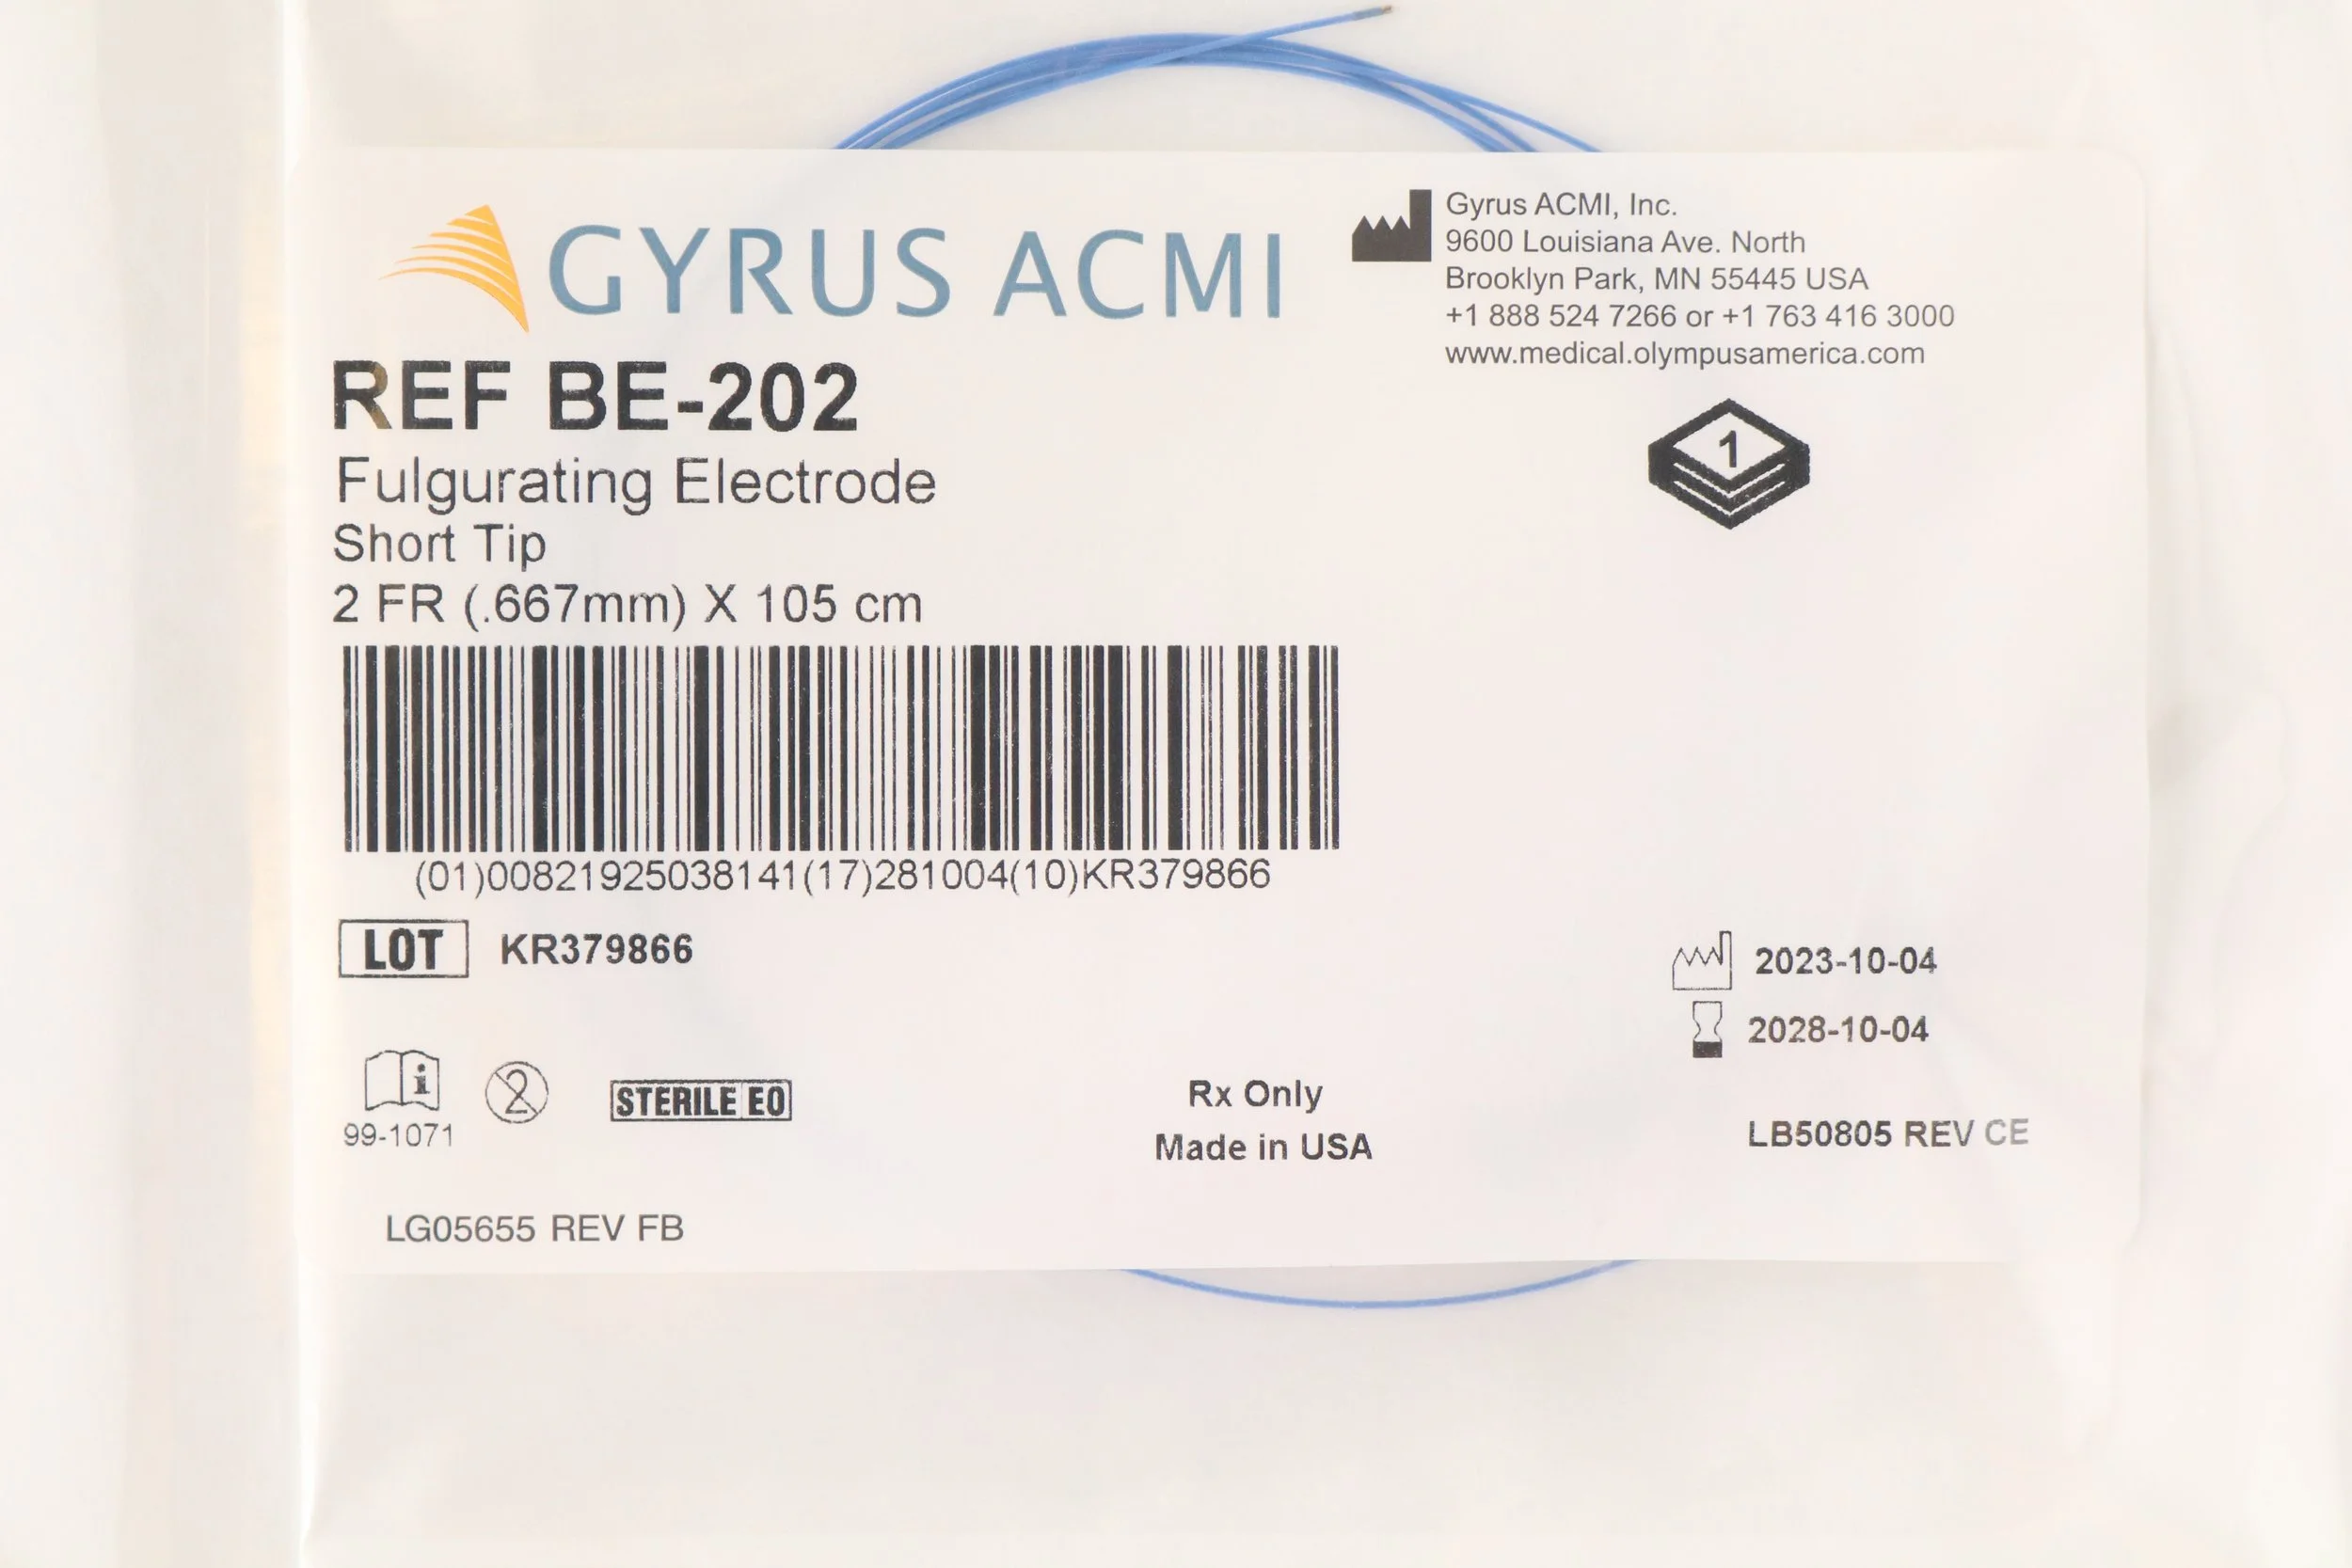 GYRUS ACMI
Gyrus ACMI, Inc.
9600 Louisiana Ave. North
Brooklyn Park, MN 55445 USA
+1 888 524 7266 or +1 763 416 3000
www.medical.olympusamerica.com
REF BE-202
1
Fulgurating Electrode
Short Tip
2 FR (.667mm) X 105 cm
(01)00821925038141(17)281004(10)KR379866
LOT KR379866
2023-10-04
2028-10-04
i
2
STERILE EO
99-1071
Rx Only
Made in USA
LB50805 REV CE
LG05655 REV FB